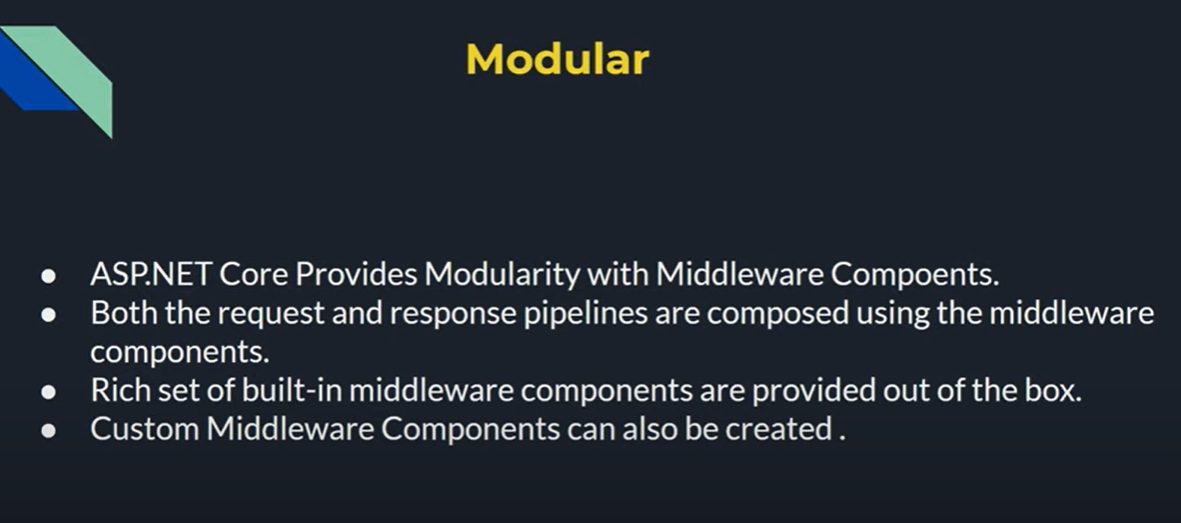 Modular
● ASP.NET Core Provides Modularity with Middleware Compoents.
● Both the request and response pipelines are composed using the middleware
components.
● Rich set of built-in middleware components are provided out of the box.
● Custom Middleware Components can also be created .